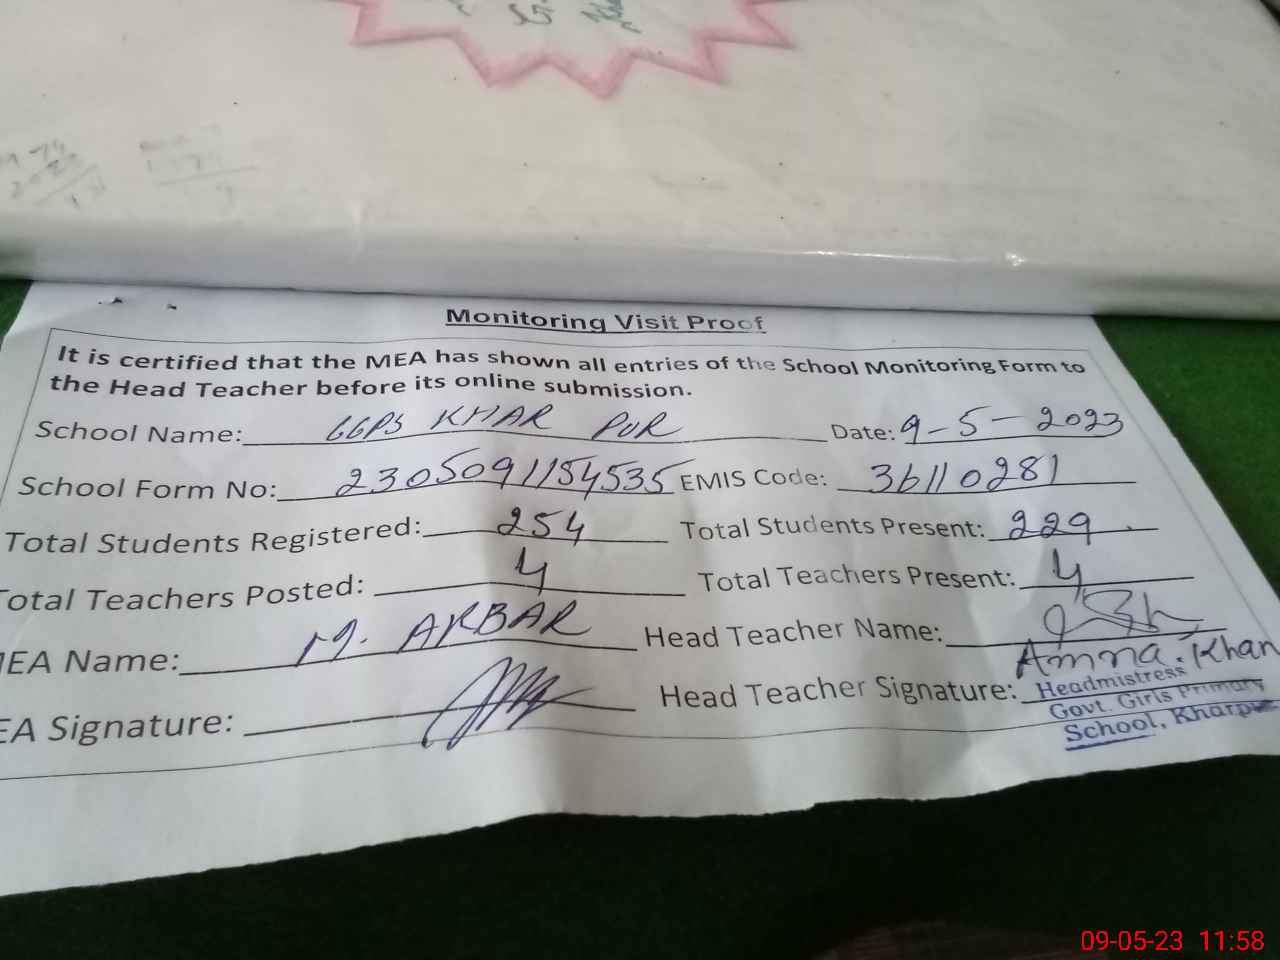 Monitoring Visit Proof
It is certified that the MEA has shown all entries of the School Monitoring Form to
the Head Teacher before its online submission.
School Name: GGPS KHAR PUR Date: 9-5-2023
School Form No: 2305091154535 EMIS Code: 36110281
Total Students Registered: 254 Total Students Present: 229
Total Teachers Posted: 4 Total Teachers Present: 4
MEA Name: M. ARBAR Head Teacher Name:
Amna Khan
EA Signature: Head Teacher Signature:
Headmistress
Govt. Girls Primary
School, Kharpur
09-05-23 11:58